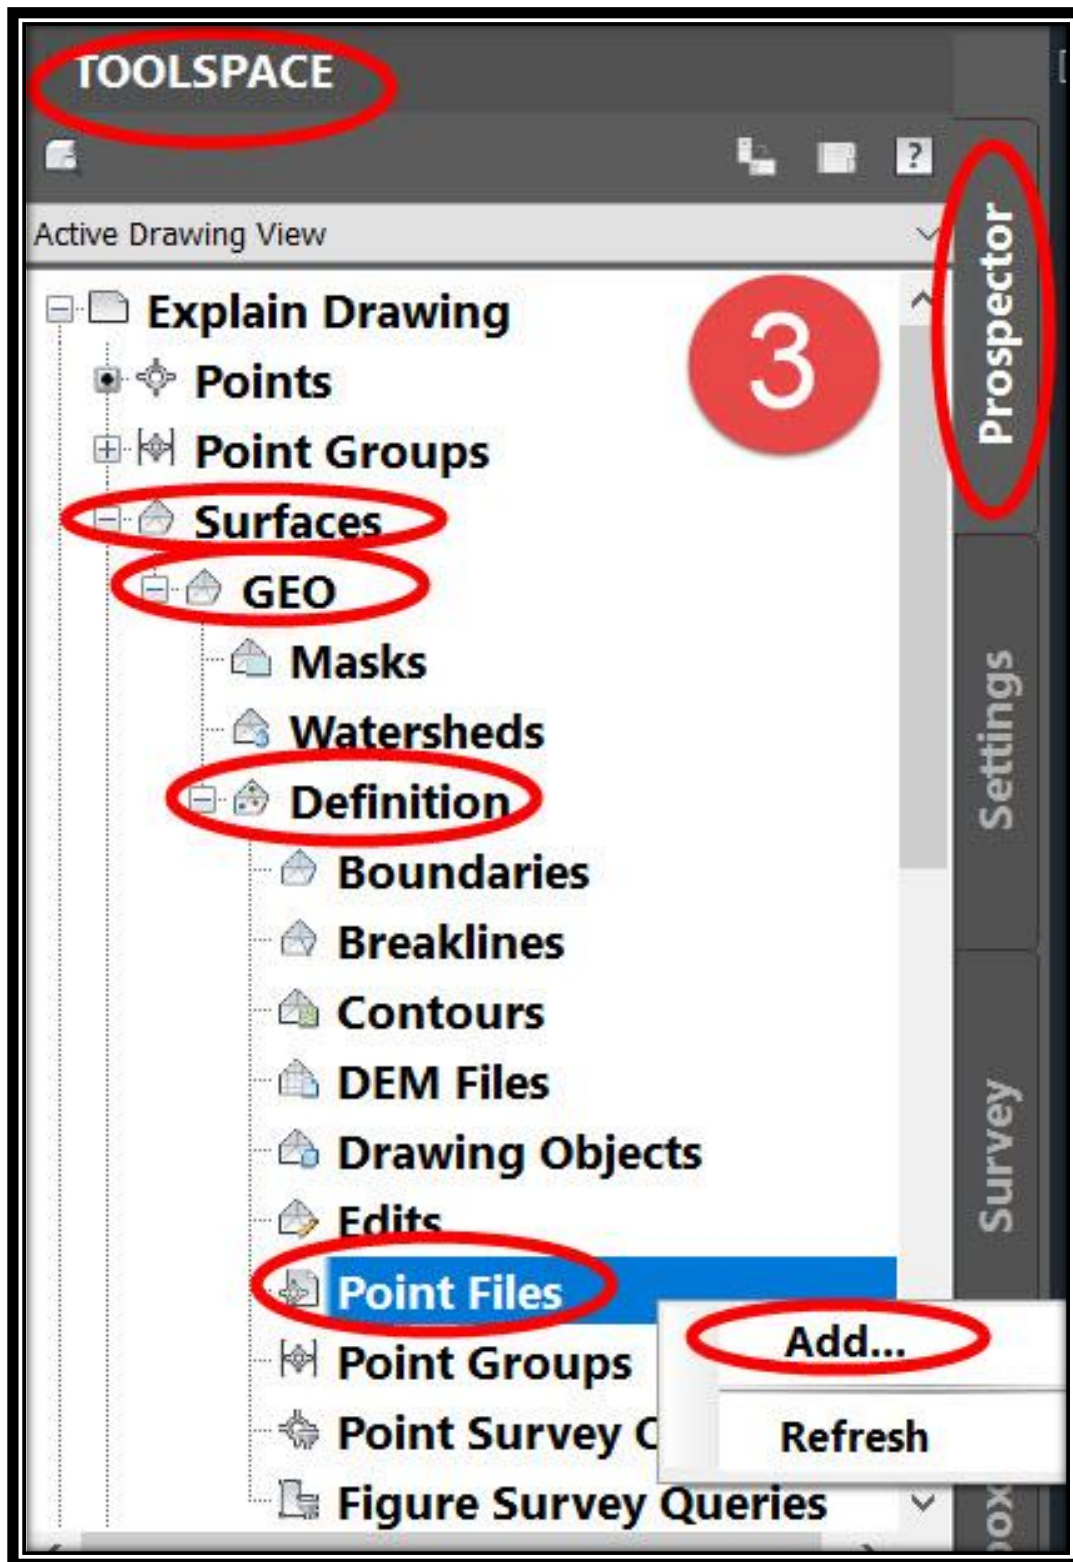 TOOLSPACE
?
Active Drawing View
Explain Drawing
3
Points
Point Groups
Surfaces
GEO
Masks
Watersheds
Definition
Boundaries
Breaklines
Contours
DEM Files
Drawing Objects
Edits
Point Files
Add...
Point Groups
Point Survey
Refresh
Figure Survey Queries
Prospector
Settings
Survey